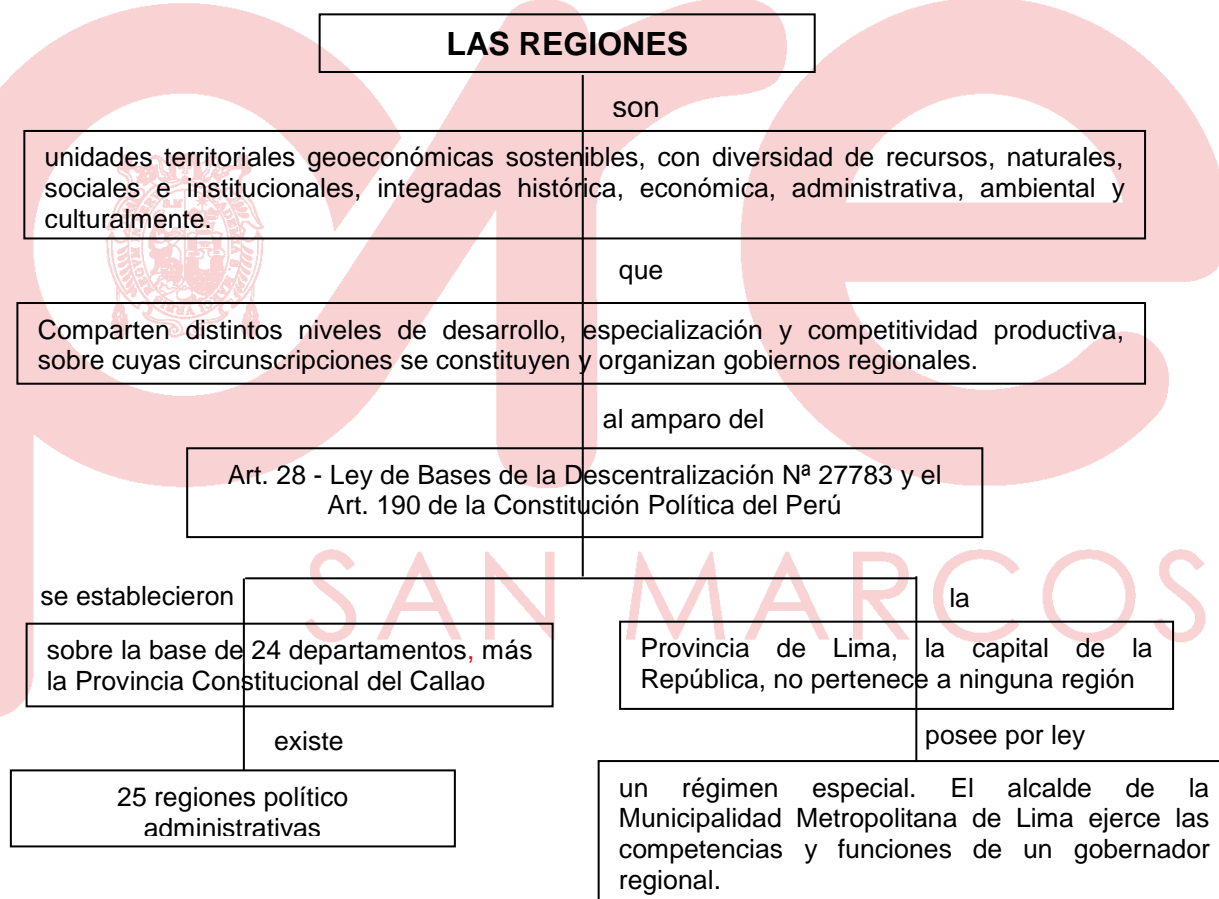 LAS REGIONES
son
unidades territoriales geoeconómicas sostenibles, con diversidad de recursos, naturales,
sociales e institucionales, integradas histórica, económica, administrativa, ambiental y
culturalmente.
que
Comparten distintos niveles de desarrollo, especialización y competitividad productiva,
sobre cuyas circunscripciones se constituyen y organizan gobiernos regionales.
al amparo del
Art. 28 - Ley de Bases de la Descentralización Nª 27783 y el
Art. 190 de la Constitución Política del Perú
pre
SAN MARCOS
se establecieron
sobre la base de 24 departamentos, más
la Provincia Constitucional del Callao
existe
25 regiones político
administrativas
la
Provincia de Lima, la capital de la
República, no pertenece a ninguna región
posee por ley
un régimen especial. El alcalde de la
Municipalidad Metropolitana de Lima ejerce las
competencias y funciones de un gobernador
regional.